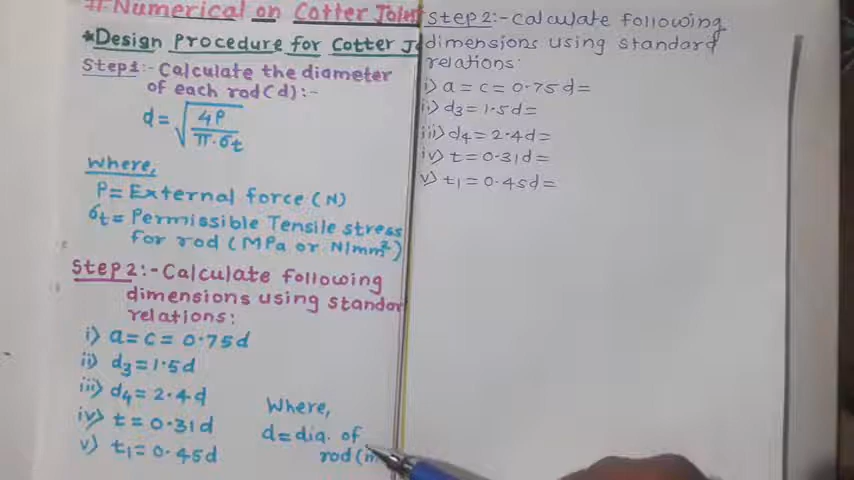 # Numerical on Cotter Joint
*Design Procedure for Cotter Jo
Step1:- Calculate the diameter
of each rod(d):-
d = √(4P / π.σt)
Where,
P= External force (N)
σt= Permissible Tensile stress
for rod (MPa or N/mm²)
Step2:- Calculate following
dimensions using standar
relations:
i) a=c= 0.75d
ii) d3=1.5d
iii) d4=2.4d
iv) t=0.31d
v) t1=0.45d
Where,
d=dia. of
rod(m
Step2:- Calculate following
dimensions using standard
relations:
i) a=c=0.75d=
ii) d3=1.5d=
iii) d4=2.4d=
iv) t=0.31d=
v) t1=0.45d=